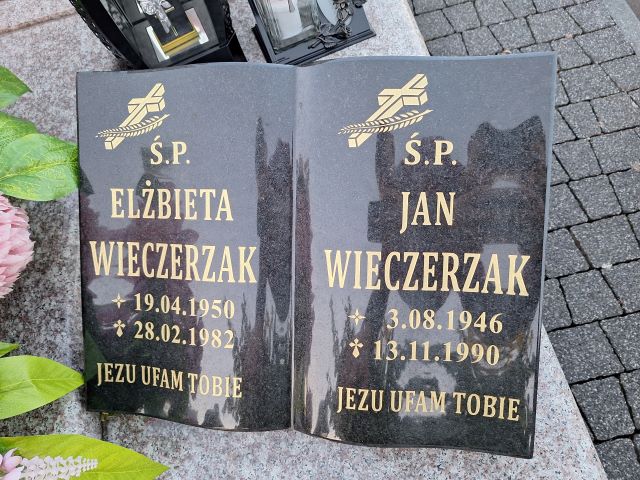 Ś.P.
ELŻBIETA
WIECZERZAK
19.04.1950
28.02.1982
JEZU UFAM TOBIE
Ś.P.
JAN
WIECZERZAK
3.08.1946
13.11.1990
JEZU UFAM TOBIE